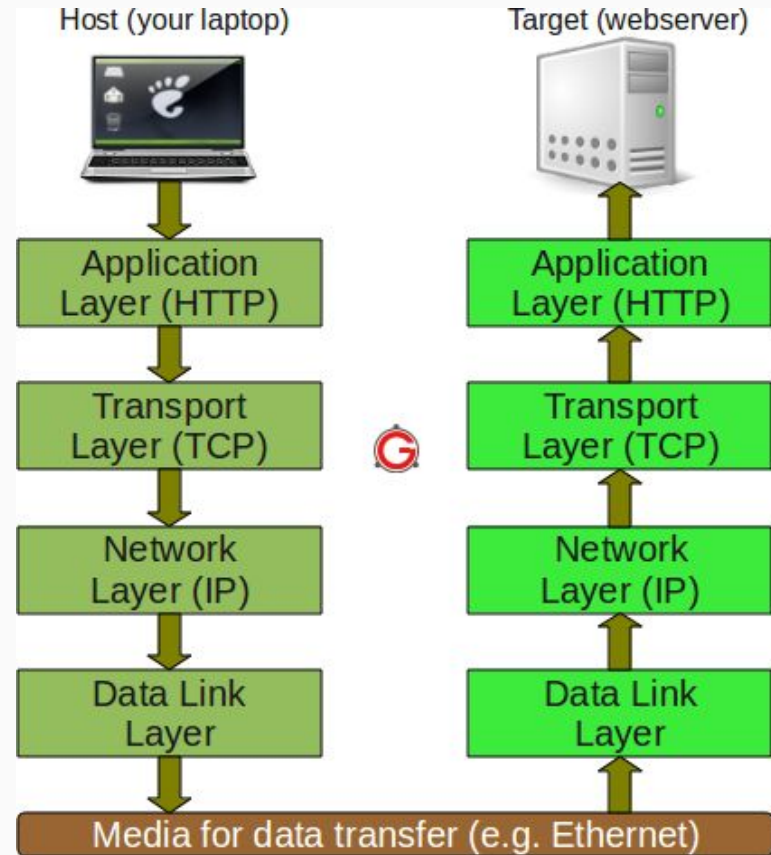 Host (your laptop)
Target (webserver)
Application
Layer (HTTP)
Transport
Layer (TCP)
Network
Layer (IP)
Data Link
Layer
Application
Layer (HTTP)
Transport
Layer (TCP)
Network
Layer (IP)
Data Link
Layer
G
Media for data transfer (e.g. Ethernet)